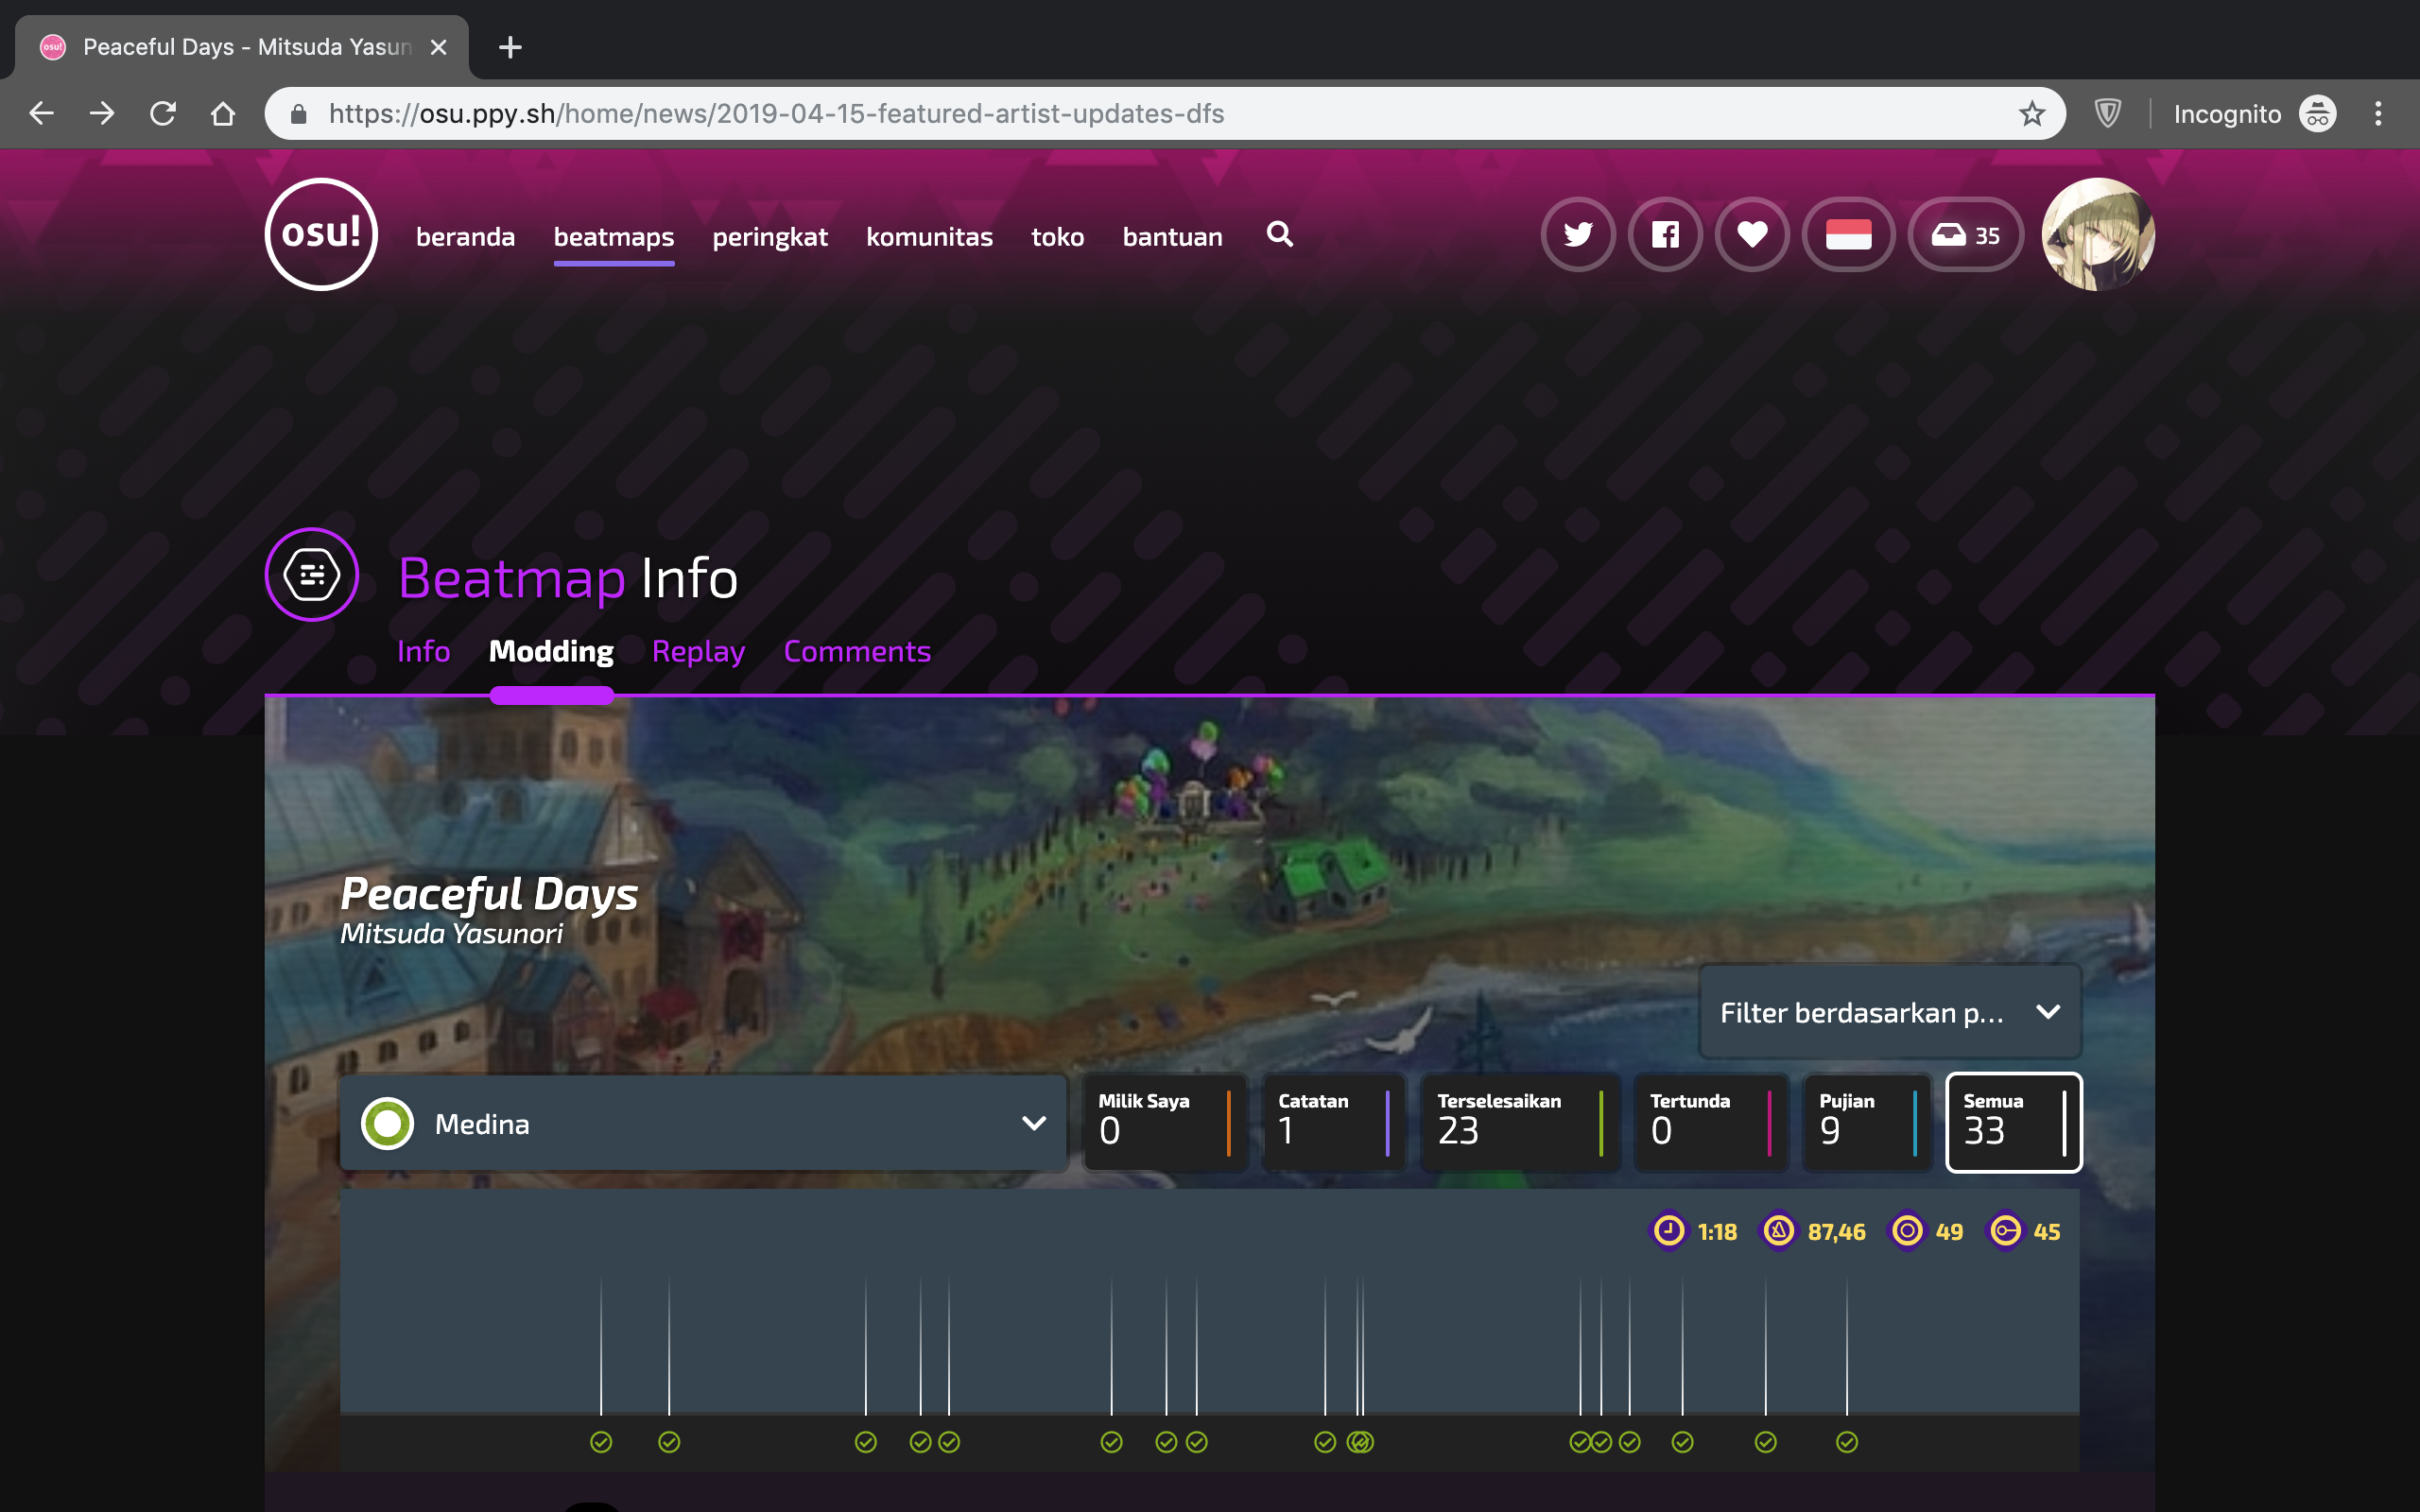 osu!
Peaceful Days - Mitsuda Yasun
https://osu.ppy.sh/home/news/2019-04-15-featured-artist-updates-dfs
Incognito
osu!
beranda
beatmaps
peringkat
komunitas
toko
bantuan
35
Beatmap Info
Info
Modding
Replay
Comments
Peaceful Days
Mitsuda Yasunori
Filter berdasarkan p...
Medina
Milik Saya
0
Catatan
1
Terselesaikan
23
Tertunda
0
Pujian
9
Semua
33
1:18
87,46
49
45